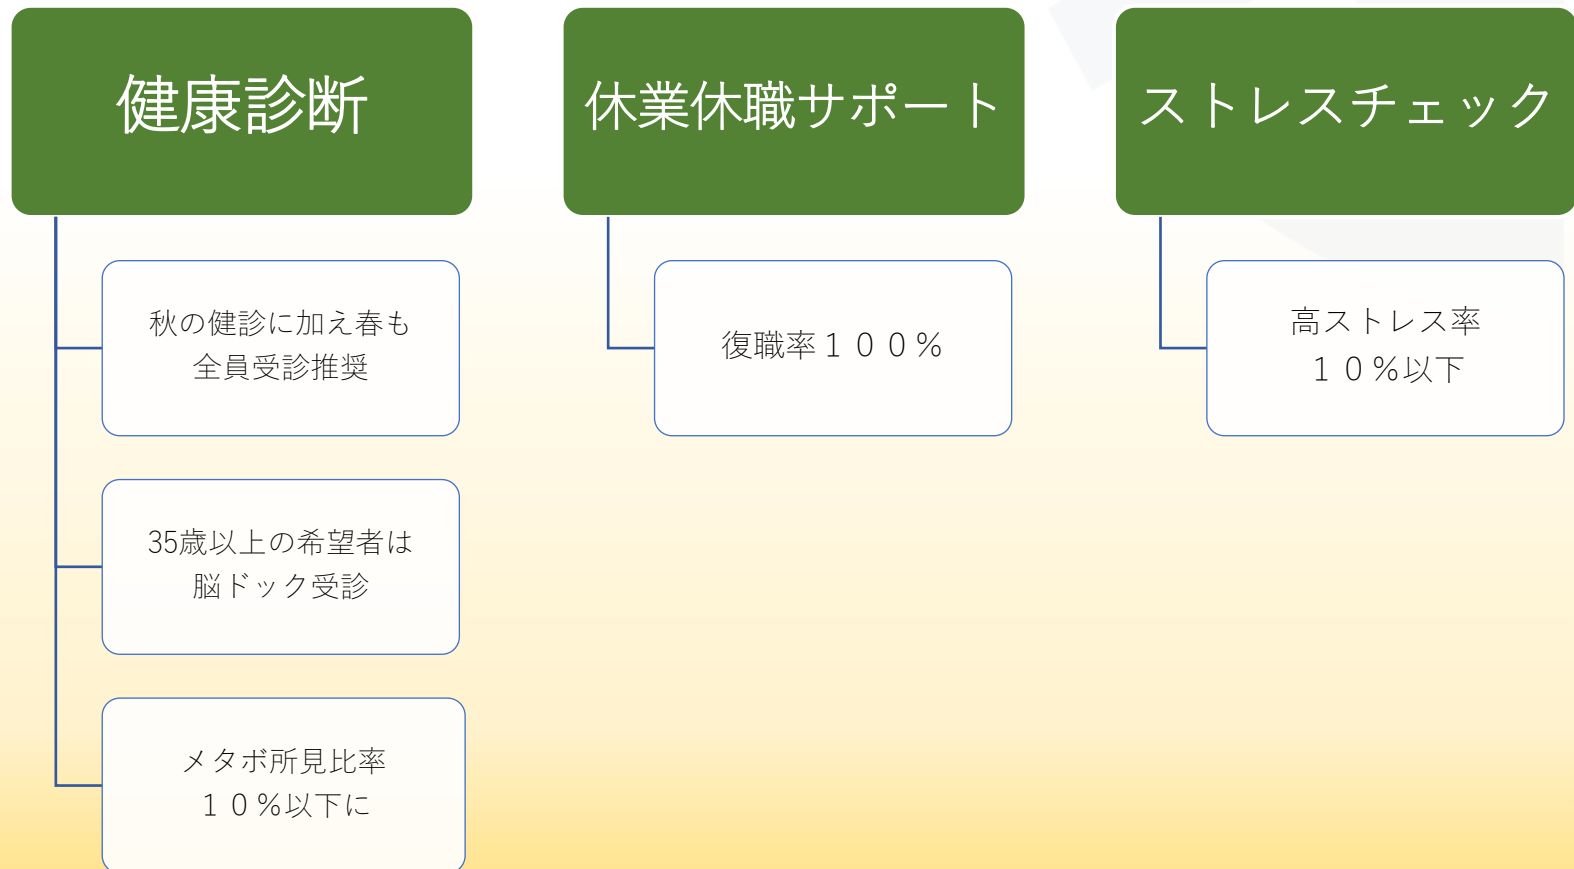 健康診断
秋の健診に加え春も
全員受診推奨
35歳以上の希望者は
脳ドック受診
メタボ所見比率
１０％以下に
休業休職サポート
復職率１００％
ストレスチェック
高ストレス率
１０％以下